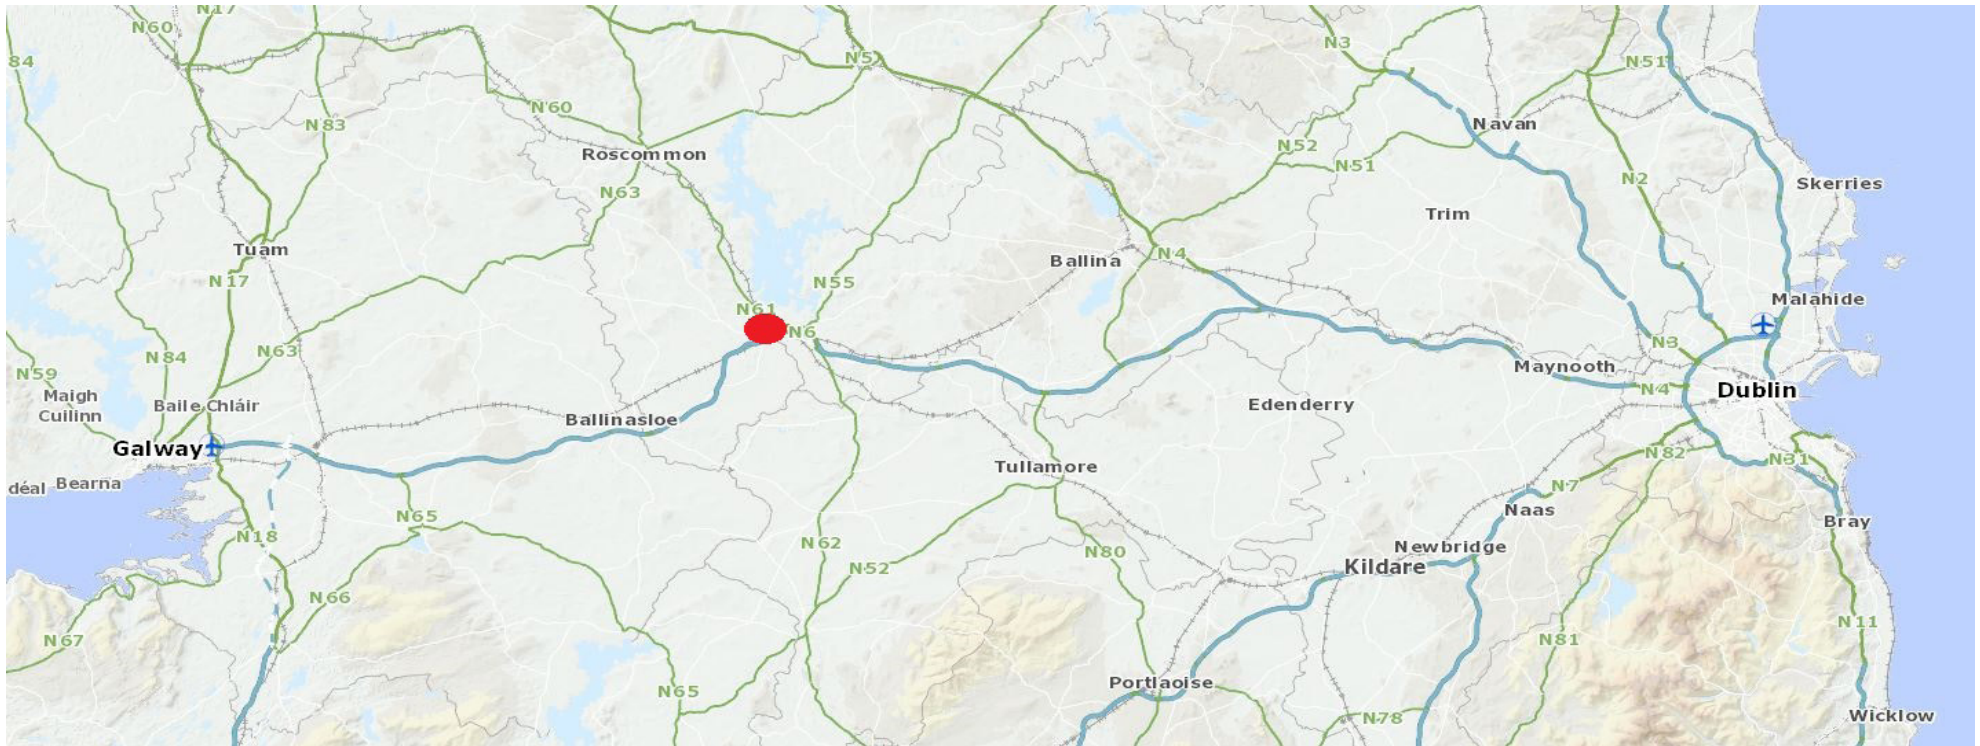 N60
N17
84
N5
N3
N51
N83
N60
Navan
N52
N51
Roscommon
N63
N2
Skerries
Trim
Tuam
Ballina
N4
N17
N55
N61
N6
Malahide
N84
N63
N3
N59
Maynooth
Maigh
Cuilinn
Baile Chláir
N4
Dublin
Edenderry
Ballinasloe
Galway
N82
N31
Tullamore
déal
Bearna
N7
Naas
N65
N18
N62
N80
Newbridge
Bray
N52
Kildare
N66
N67
N81
N11
N65
Portlaoise
N78
Wicklow